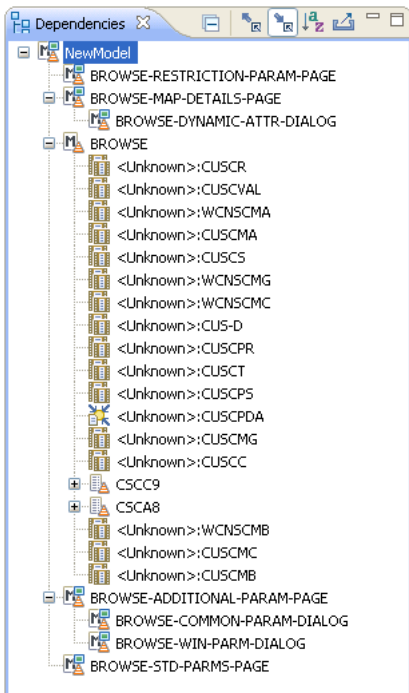 Dependencies
NewModel
BROWSE-RESTRICTION-PARAM-PAGE
BROWSE-MAP-DETAILS-PAGE
BROWSE-DYNAMIC-ATTR-DIALOG
BROWSE
<Unknown>:CUSCR
<Unknown>:CUSCVAL
<Unknown>:WCNSCMA
<Unknown>:CUSCMA
<Unknown>:CUSCS
<Unknown>:WCNSCMG
<Unknown>:WCNSCMC
<Unknown>:CUS-D
<Unknown>:CUSCPR
<Unknown>:CUSCT
<Unknown>:CUSCPS
<Unknown>:CUSCPDA
<Unknown>:CUSCMG
<Unknown>:CUSCC
CSCC9
CSCA8
<Unknown>:WCNSCMB
<Unknown>:CUSCMC
<Unknown>:CUSCMB
BROWSE-ADDITIONAL-PARAM-PAGE
BROWSE-COMMON-PARAM-DIALOG
BROWSE-WIN-PARM-DIALOG
BROWSE-STD-PARMS-PAGE